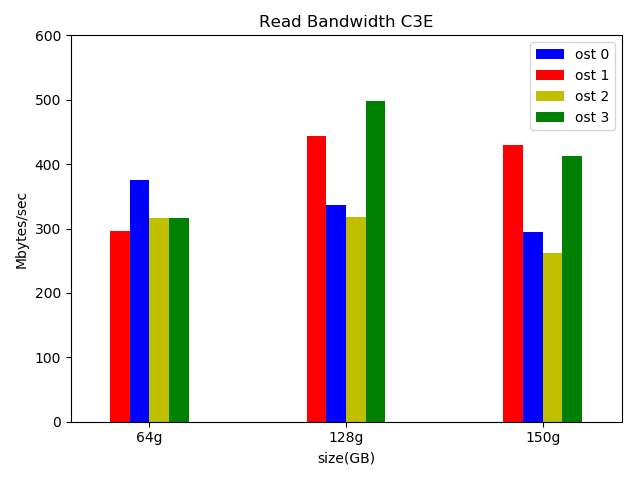 Read Bandwidth C3E
600
500
400
300
200
100
0
Mbytes/sec
ost 0
ost 1
ost 2
ost 3
64g
128g
150g
size(GB)